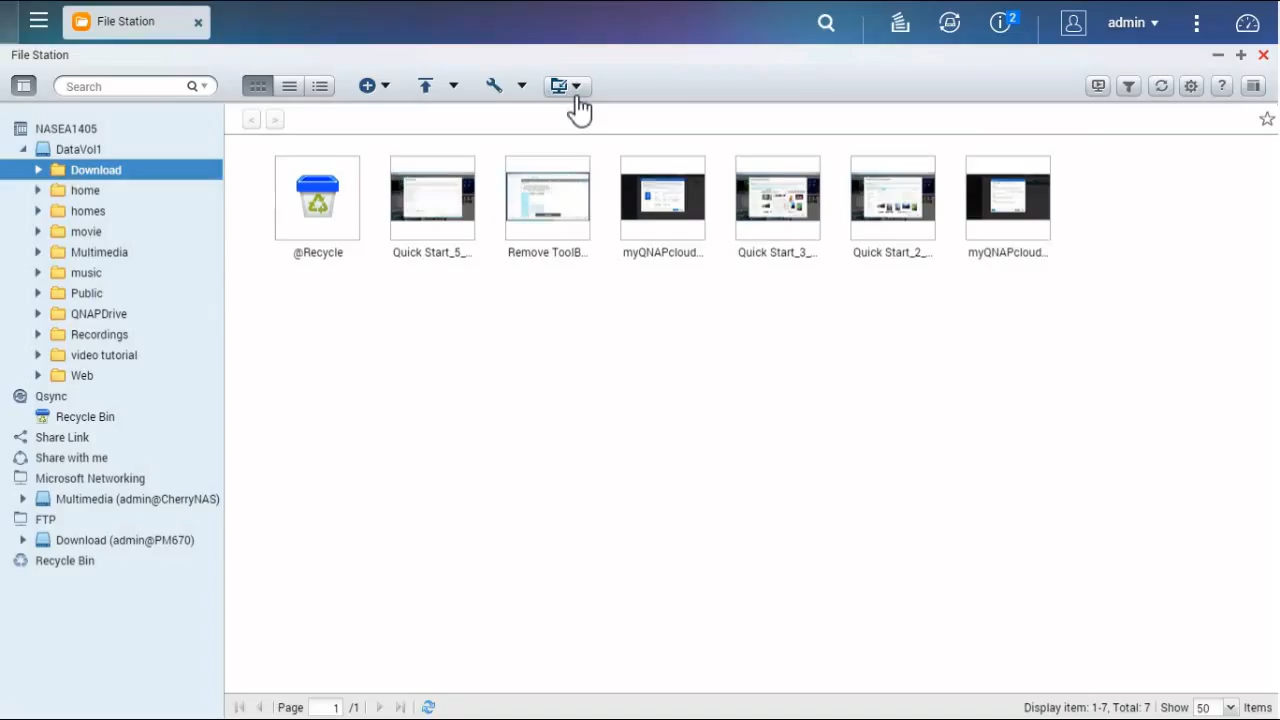 File Station
2
admin
File Station
Search
NASEA1405
DataVol1
Download
home
homes
movie
Multimedia
music
Public
QNAPDrive
Recordings
video tutorial
Web
Qsync
Recycle Bin
Share Link
Share with me
Microsoft Networking
Multimedia (admin@CherryNAS)
FTP
Download (admin@PM670)
Recycle Bin
@Recycle
Quick Start_5_...
Remove ToolB...
myQNAPcloud...
Quick Start_3_...
Quick Start_2_...
myQNAPcloud...
Page 1 /1
Display item: 1-7, Total: 7 | Show 50 Items